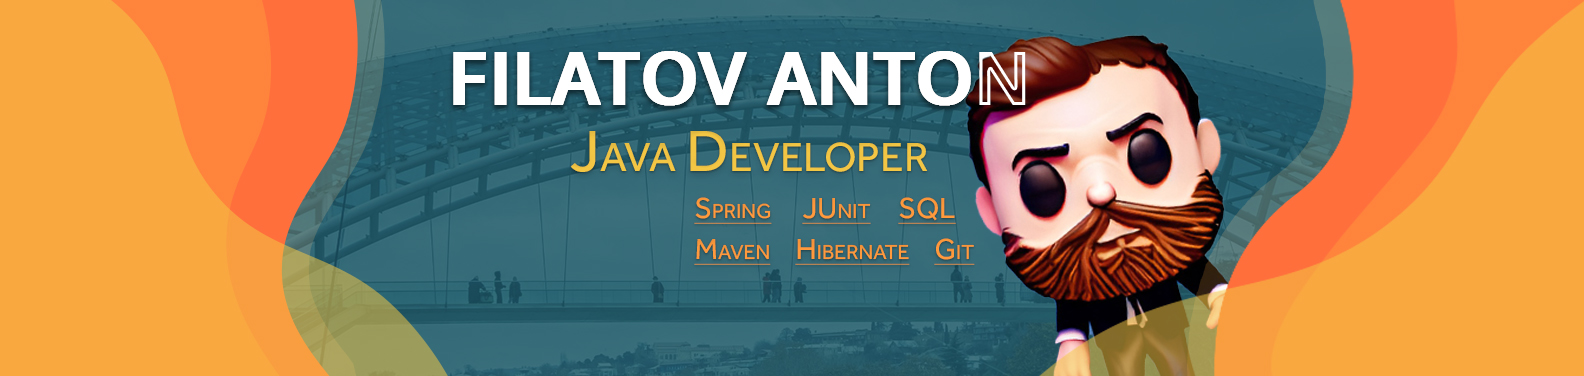 FILATOV ANTON
Java Developer
Spring JUnit SQL
Maven Hibernate Git